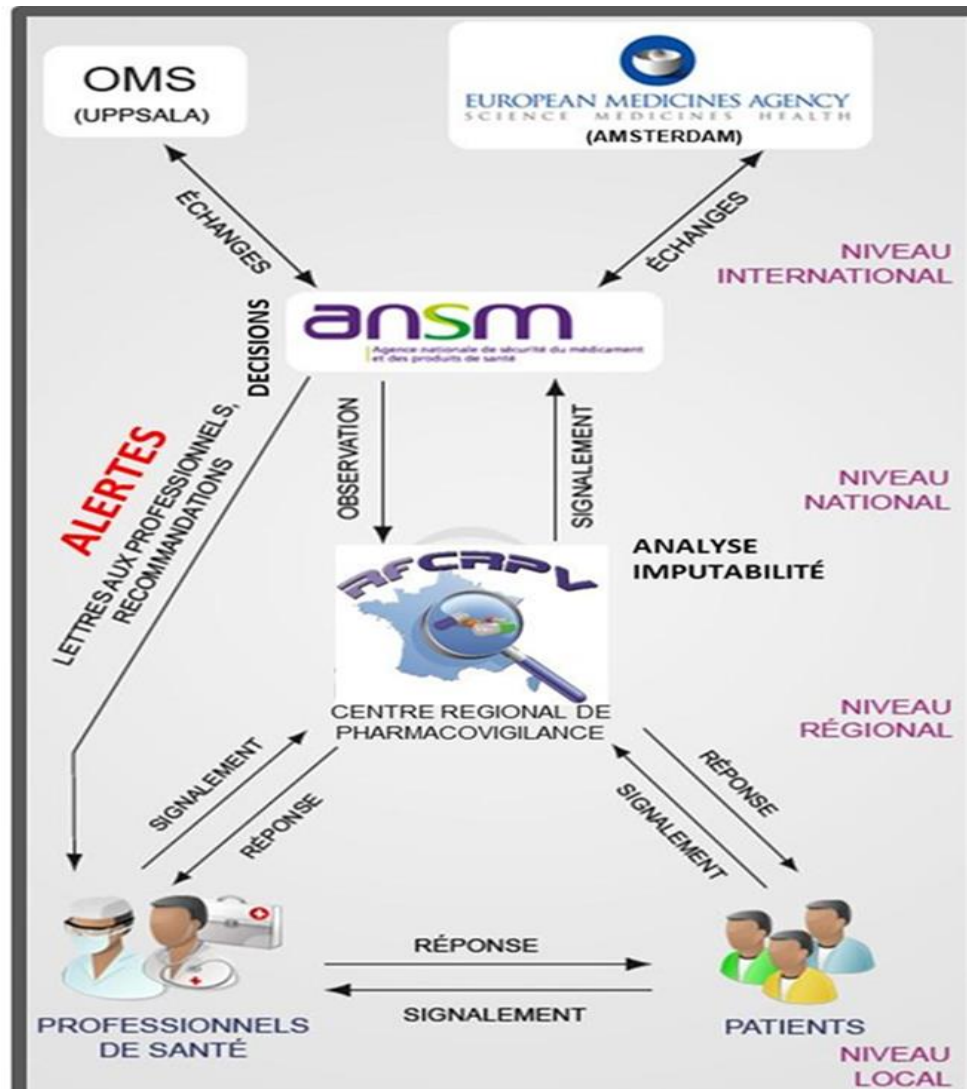 OMS
(UPPSALA)
EUROPEAN MEDICINES AGENCY
SCIENCE MEDICINES HEALTH
(AMSTERDAM)
ÉCHANGES
ÉCHANGES
NIVEAU
INTERNATIONAL
ansm
Agence nationale de sécurité du médicament
et des produits de santé
DECISIONS
ALERTES
LETTRES AUX PROFESSIONNELS,
RECOMMANDATIONS
OBSERVATION
SIGNALEMENT
NIVEAU
NATIONAL
ANALYSE
IMPUTABILITÉ
RFCRPV
CENTRE REGIONAL DE
PHARMACOVIGILANCE
NIVEAU
RÉGIONAL
SIGNALEMENT
RÉPONSE
RÉPONSE
SIGNALEMENT
RÉPONSE
SIGNALEMENT
PROFESSIONNELS
DE SANTÉ
PATIENTS
NIVEAU
LOCAL